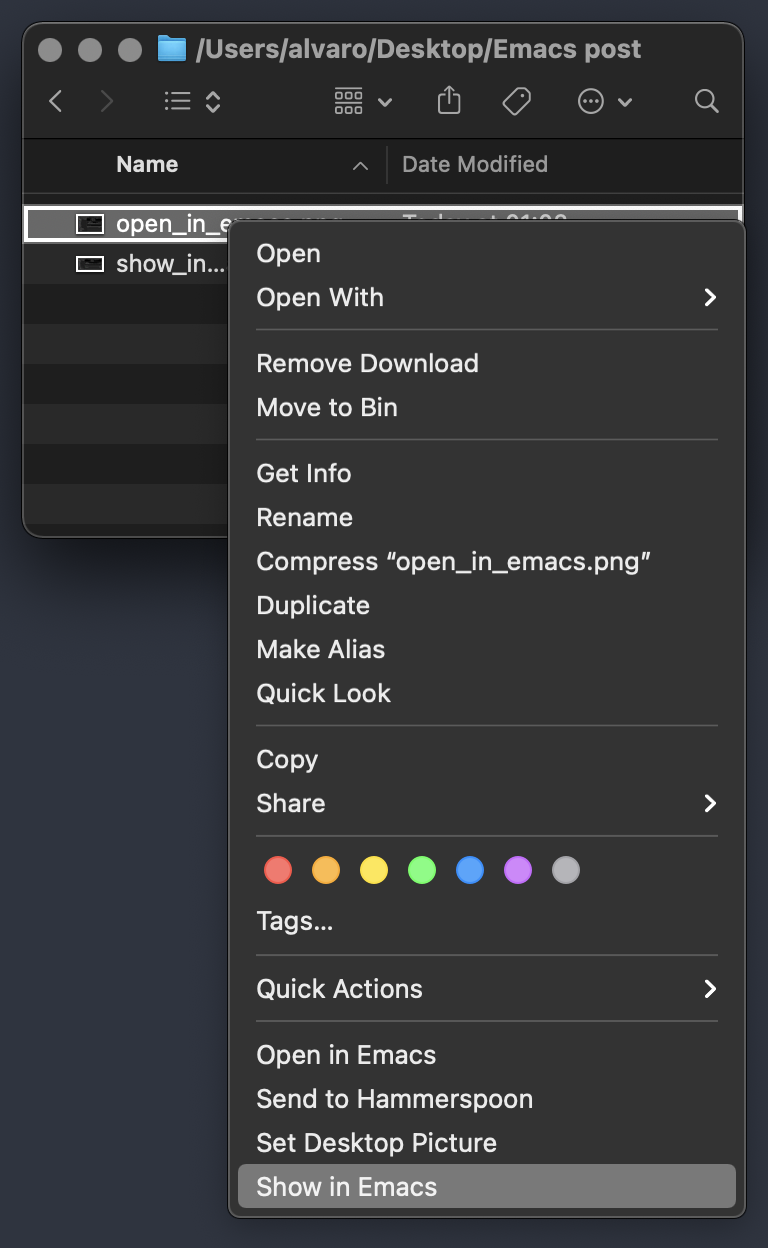 /Users/alvaro/Desktop/Emacs post
Name Date Modified
open_in_e
show_in...
Open
Open With
Remove Download
Move to Bin
Get Info
Rename
Compress “open_in_emacs.png”
Duplicate
Make Alias
Quick Look
Copy
Share
Tags...
Quick Actions
Open in Emacs
Send to Hammerspoon
Set Desktop Picture
Show in Emacs